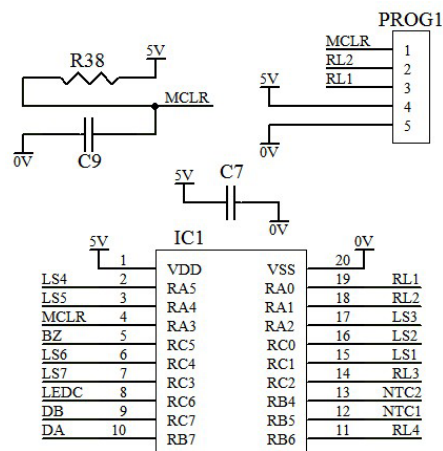 PROG1
5V
R38
MCLR 1
RL2 2
RL1 3
5V 4
5
0V
MCLR
0V
C9
C7
5V
0V
IC1
5V 0V
1 VDD VSS 20
LS4 2 RA5 RA0 19 RL1
LS5 3 RA4 RA1 18 RL2
MCLR 4 RA3 RA2 17 LS3
BZ 5 RC5 RC0 16 LS2
LS6 6 RC4 RC1 15 LS1
LS7 7 RC3 RC2 14 RL3
LEDC 8 RC6 RB4 13 NTC2
DB 9 RC7 RB5 12 NTC1
DA 10 RB7 RB6 11 RL4